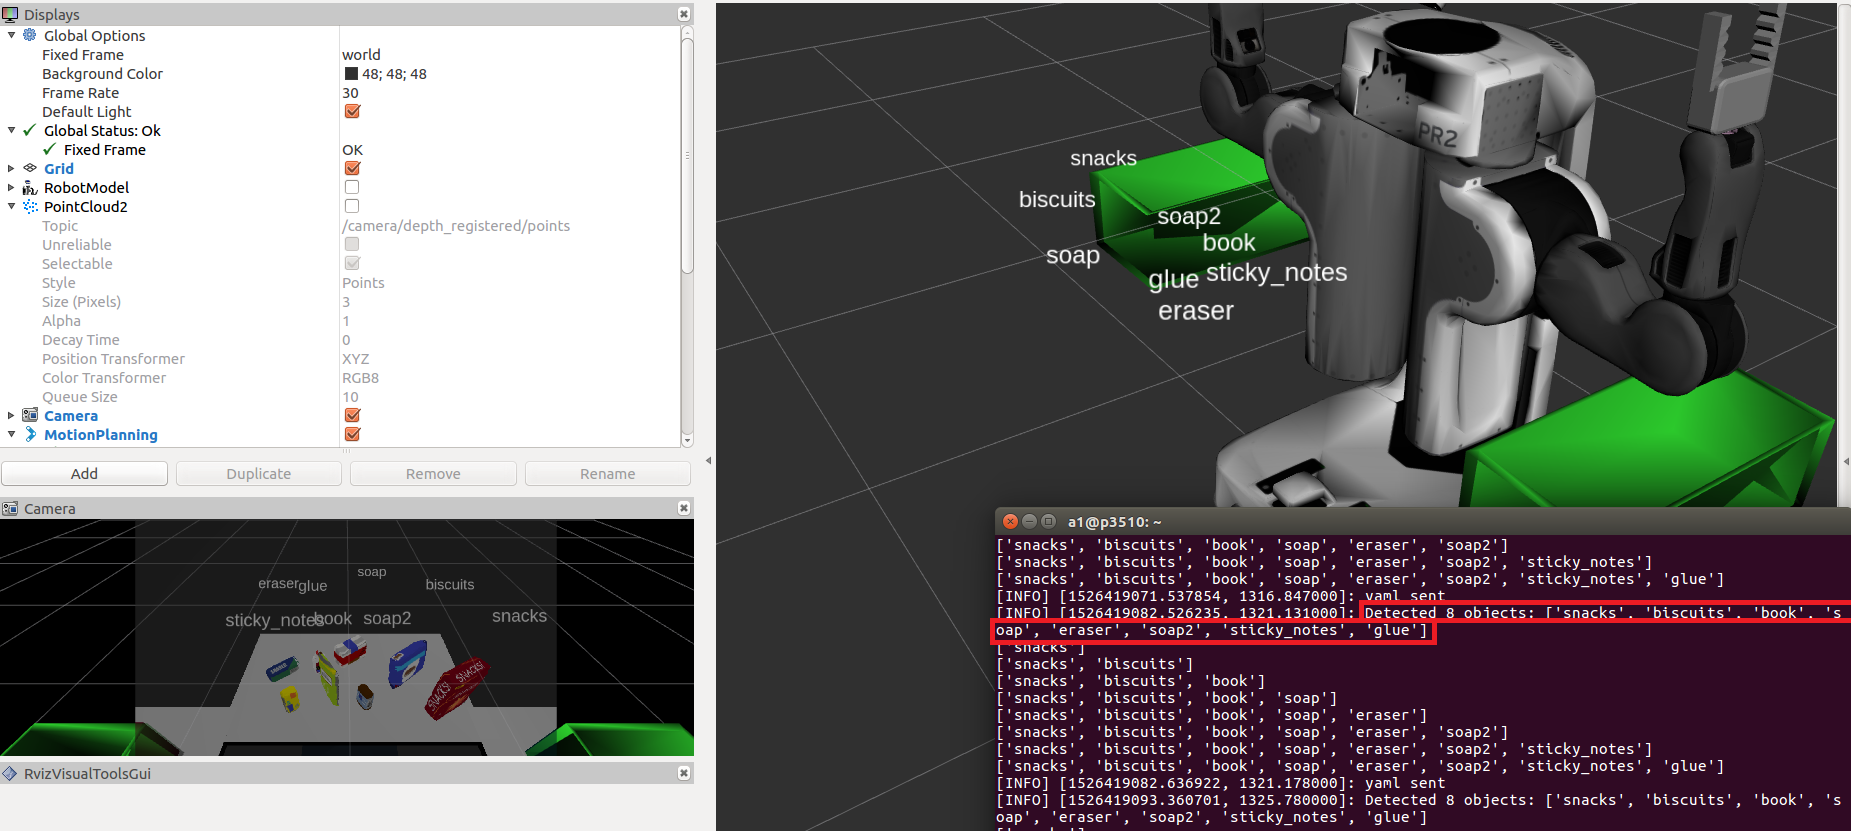 Displays
Global Options
Fixed Frame world
Background Color 48; 48; 48
Frame Rate 30
Default Light
Global Status: Ok
Fixed Frame OK
Grid
RobotModel
PointCloud2
Topic /camera/depth_registered/points
Unreliable
Selectable
Style Points
Size (Pixels) 3
Alpha 1
Decay Time 0
Position Transformer XYZ
Color Transformer RGB8
Queue Size 10
Camera
MotionPlanning
Add Duplicate Remove Rename
Camera
soap
eraser glue biscuits
sticky_notes book soap2 snacks
SNACKS! SNACKS!
RvizVisualToolsGui
PR2
snacks
biscuits
soap2
book
soap
glue sticky_notes
eraser
a1@p3510: ~
['snacks', 'biscuits', 'book', 'soap', 'eraser', 'soap2']
['snacks', 'biscuits', 'book', 'soap', 'eraser', 'soap2', 'sticky_notes']
['snacks', 'biscuits', 'book', 'soap', 'eraser', 'soap2', 'sticky_notes', 'glue']
[INFO] [1526419071.537854, 1316.847000]: yaml sent
[INFO] [1526419082.526235, 1321.131000]: Detected 8 objects: ['snacks', 'biscuits', 'book', 's
oap', 'eraser', 'soap2', 'sticky_notes', 'glue']
['snacks']
['snacks', 'biscuits']
['snacks', 'biscuits', 'book']
['snacks', 'biscuits', 'book', 'soap']
['snacks', 'biscuits', 'book', 'soap', 'eraser']
['snacks', 'biscuits', 'book', 'soap', 'eraser', 'soap2']
['snacks', 'biscuits', 'book', 'soap', 'eraser', 'soap2', 'sticky_notes']
['snacks', 'biscuits', 'book', 'soap', 'eraser', 'soap2', 'sticky_notes', 'glue']
[INFO] [1526419082.636922, 1321.178000]: yaml sent
[INFO] [1526419093.360701, 1325.780000]: Detected 8 objects: ['snacks', 'biscuits', 'book', 's
oap', 'eraser', 'soap2', 'sticky_notes', 'glue']